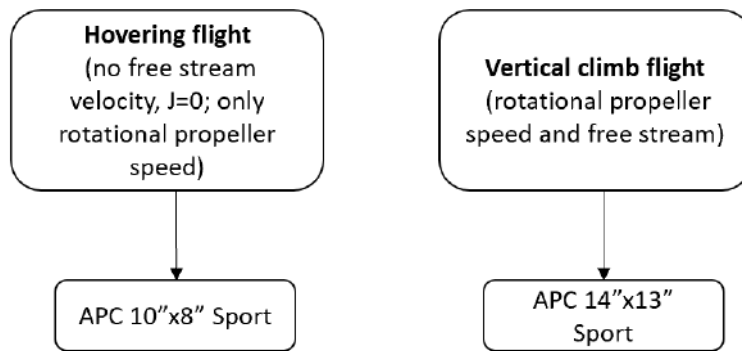 Hovering flight
(no free stream
velocity, J=0; only
rotational propeller
speed)
Vertical climb flight
(rotational propeller
speed and free stream)
APC 10”x8” Sport
APC 14”x13”
Sport